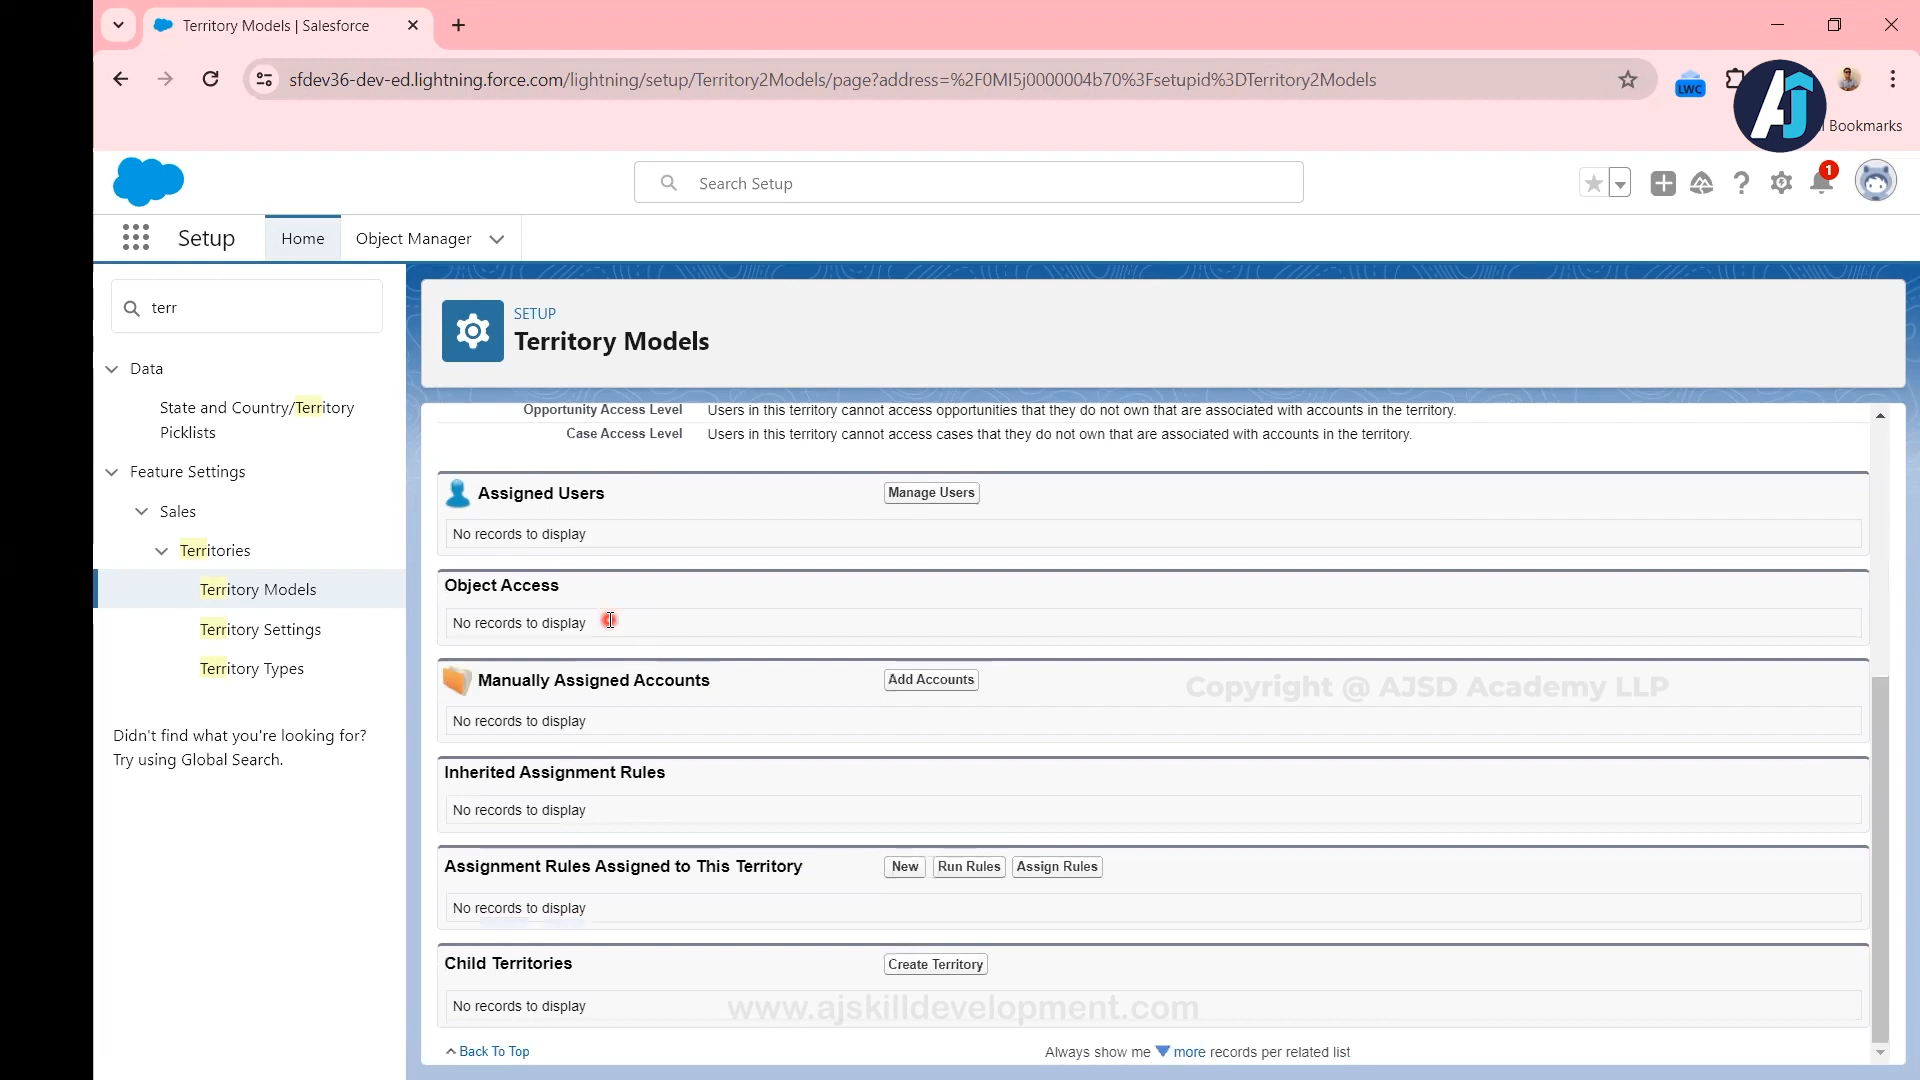 Territory Models | Salesforce
sfdev36-dev-ed.lightning.force.com/lightning/setup/Territory2Models/page?address=%2F0MI5j0000004b70%3Fsetupid%3DTerritory2Models
LWC
AJ
Bookmarks
Search Setup
1
Setup
Home
Object Manager
terr
Data
State and Country/Territory
Picklists
Feature Settings
Sales
Territories
Territory Models
Territory Settings
Territory Types
Didn't find what you're looking for?
Try using Global Search.
SETUP
Territory Models
Opportunity Access Level Users in this territory cannot access opportunities that they do not own that are associated with accounts in the territory.
Case Access Level Users in this territory cannot access cases that they do not own that are associated with accounts in the territory.
Assigned Users Manage Users
No records to display
Object Access
No records to display
Manually Assigned Accounts Add Accounts
Copyright @ AJSD Academy LLP
No records to display
Inherited Assignment Rules
No records to display
Assignment Rules Assigned to This Territory New Run Rules Assign Rules
No records to display
Child Territories Create Territory
No records to display
www.ajskilldevelopment.com
Back To Top Always show me more records per related list